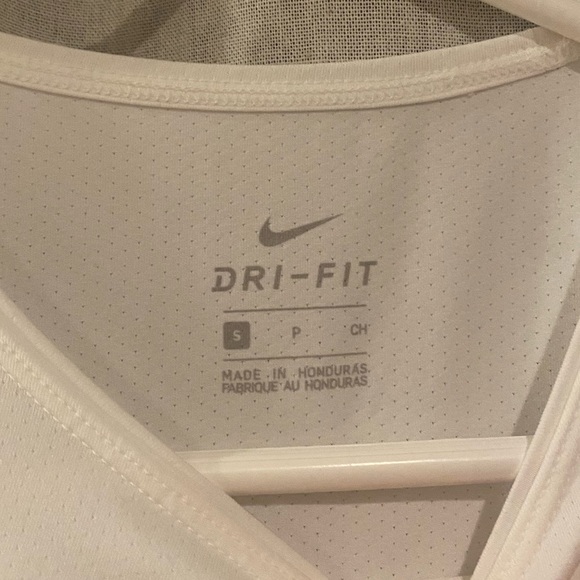 DRI-FIT
S P CH
MADE IN HONDURAS
FABRIQUE AU HONDURAS